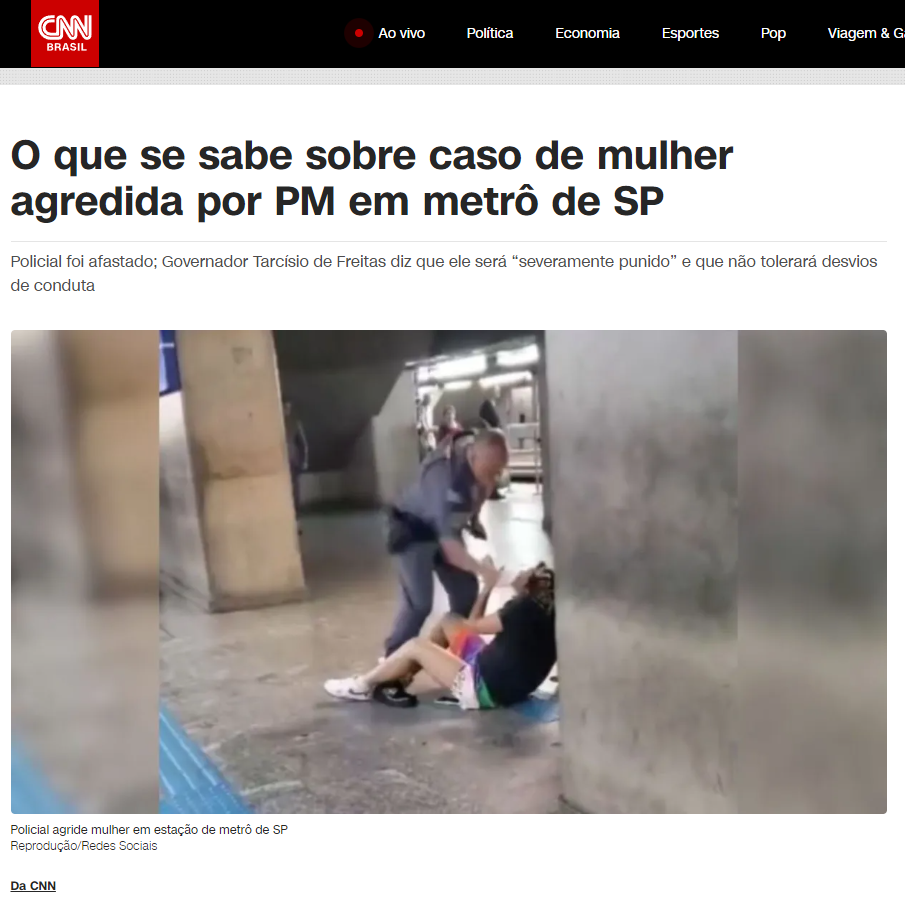 CNN
BRASIL
Ao vivo Política Economia Esportes Pop Viagem &
O que se sabe sobre caso de mulher
agredida por PM em metrô de SP
Policial foi afastado; Governador Tarcísio de Freitas diz que ele será “severamente punido” e que não tolerará desvios
de conduta
Policial agride mulher em estação de metrô de SP
Reprodução/Redes Sociais
Da CNN